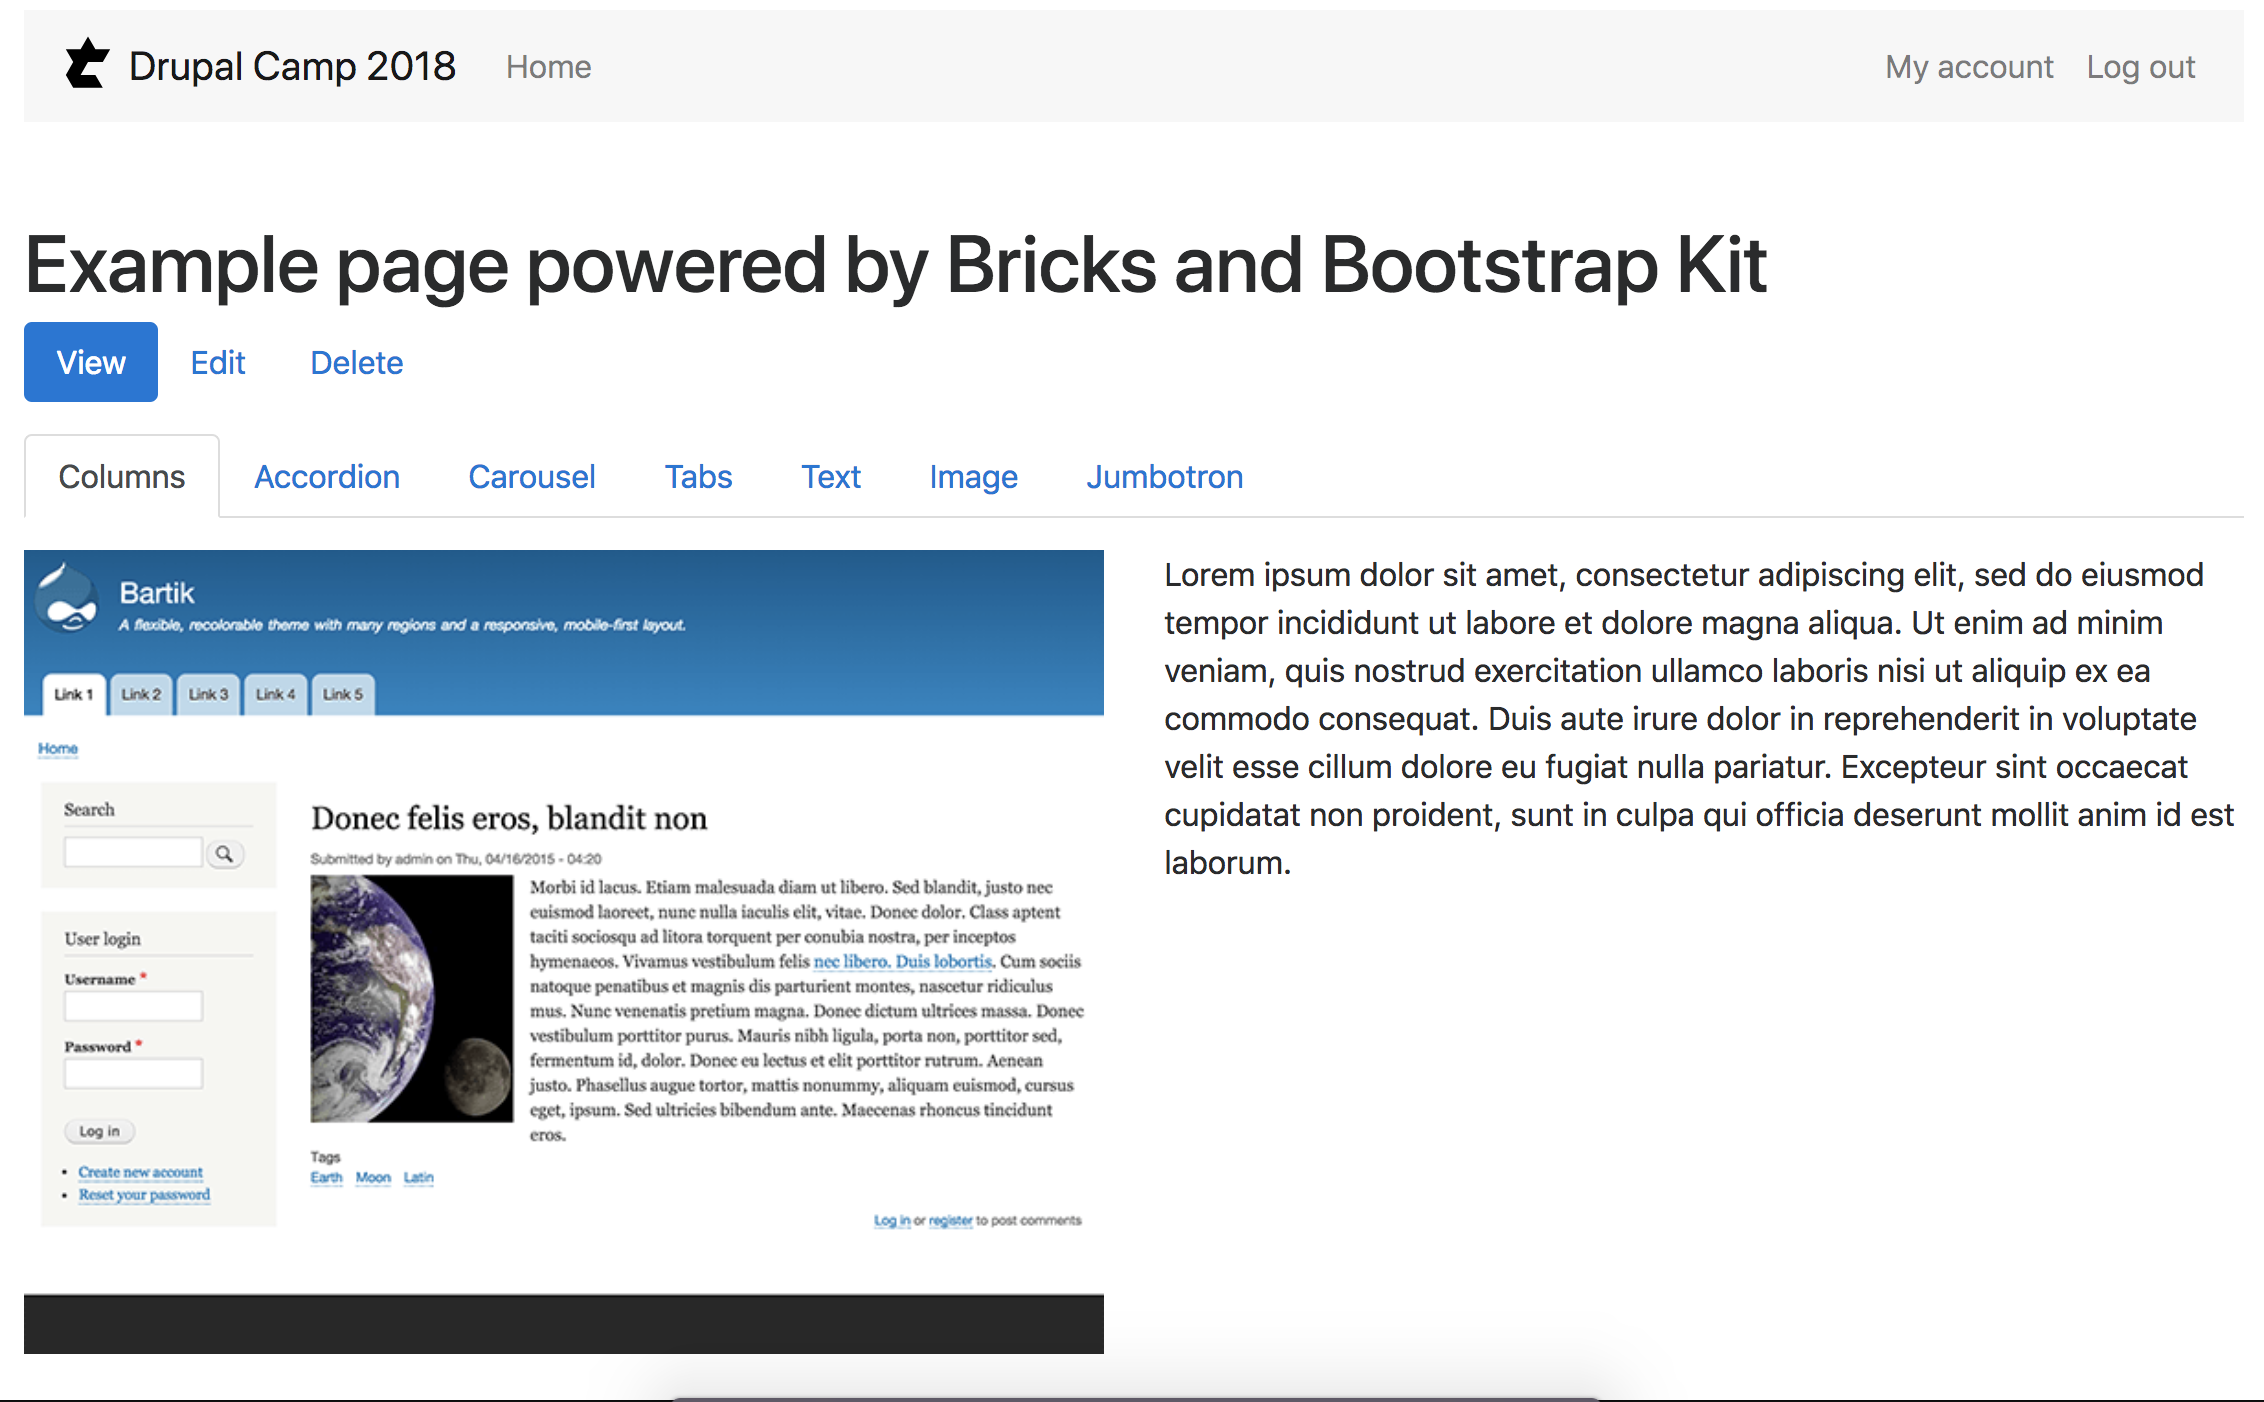 Drupal Camp 2018 Home My account Log out
Example page powered by Bricks and Bootstrap Kit
View Edit Delete
Columns Accordion Carousel Tabs Text Image Jumbotron
Bartik
A flexible, recolorable theme with many regions and a responsive, mobile-first layout.
Link 1 Link 2 Link 3 Link 4 Link 5
Home
Search
User login
Username *
Password *
Log in
• Create new account
• Reset your password
Donec felis eros, blandit non
Submitted by admin on Thu, 04/16/2015 - 04:20
Morbi id lacus. Etiam malesuada diam ut libero. Sed blandit, justo nec
euismod laoreet, nunc nulla iaculis elit, vitae. Donec dolor. Class aptent
taciti sociosqu ad litora torquent per conubia nostra, per inceptos
hymenaeos. Vivamus vestibulum felis nec libero. Duis lobortis. Cum sociis
natoque penatibus et magnis dis parturient montes, nascetur ridiculus
mus. Nunc venenatis pretium magna. Donec dictum ultrices massa. Donec
vestibulum porttitor purus. Mauris nibh ligula, porta non, porttitor sed,
fermentum id, dolor. Donec eu lectus et elit porttitor rutrum. Aenean
justo. Phasellus augue tortor, mattis nonummy, aliquam euismod, cursus
eget, ipsum. Sed ultricies bibendum ante. Maecenas rhoncus tincidunt
eros.
Tags
Earth Moon Latin
Log in or register to post comments
Lorem ipsum dolor sit amet, consectetur adipiscing elit, sed do eiusmod
tempor incididunt ut labore et dolore magna aliqua. Ut enim ad minim
veniam, quis nostrud exercitation ullamco laboris nisi ut aliquip ex ea
commodo consequat. Duis aute irure dolor in reprehenderit in voluptate
velit esse cillum dolore eu fugiat nulla pariatur. Excepteur sint occaecat
cupidatat non proident, sunt in culpa qui officia deserunt mollit anim id est
laborum.